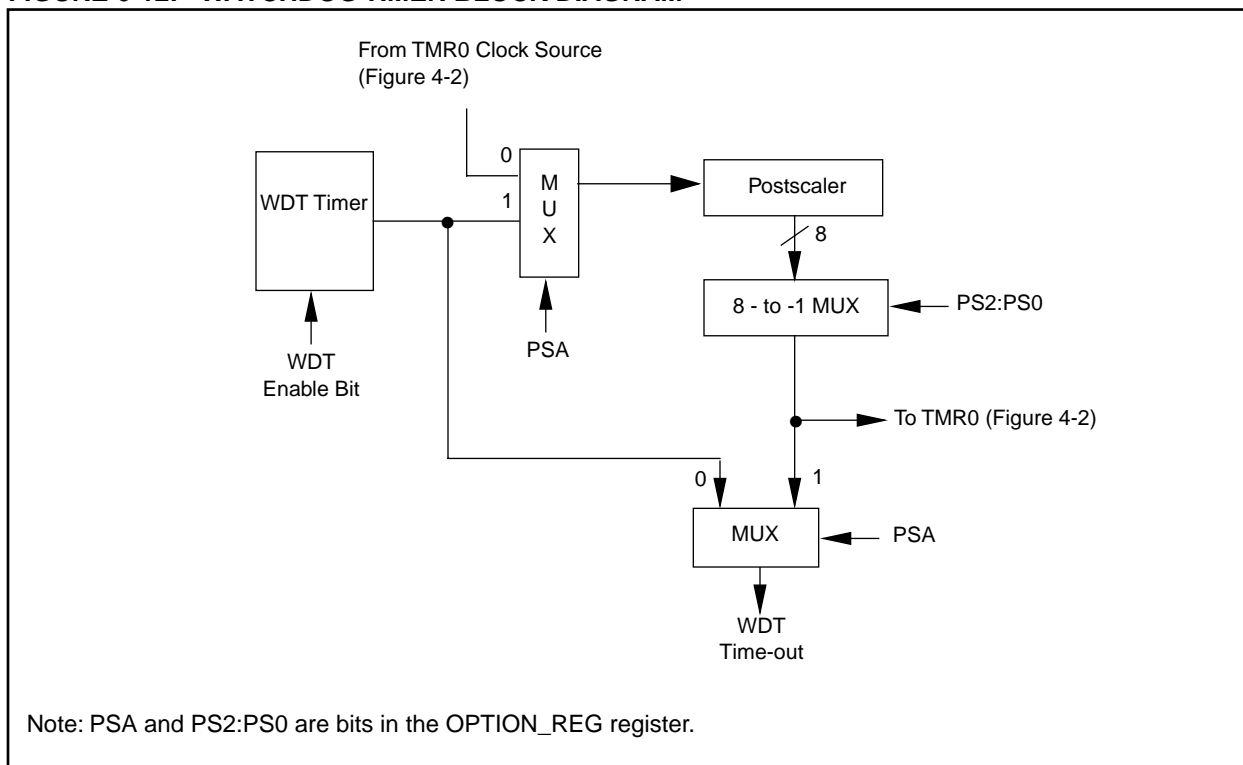 From TMR0 Clock Source
(Figure 4-2)
0
1
M
U
X
WDT Timer
Postscaler
8
8 - to -1 MUX
PS2:PS0
PSA
WDT
Enable Bit
To TMR0 (Figure 4-2)
0
1
MUX
PSA
WDT
Time-out
Note: PSA and PS2:PS0 are bits in the OPTION_REG register.